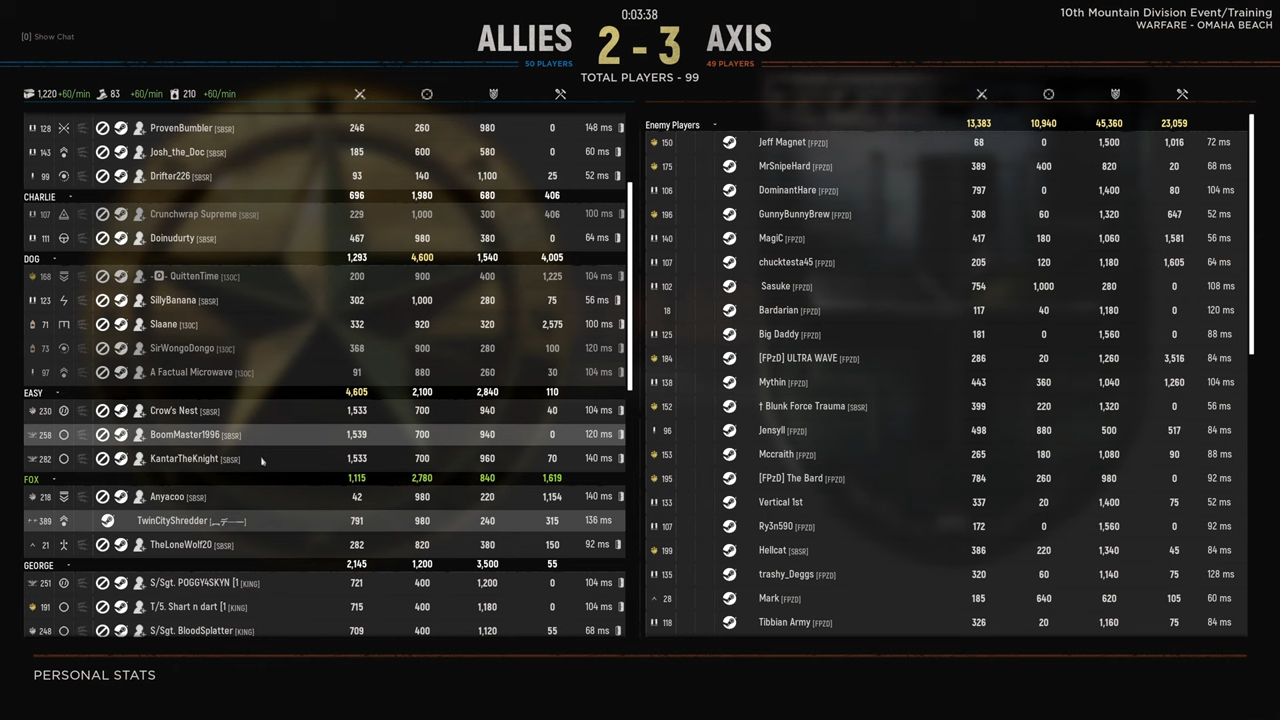 0:03:38
10th Mountain Division Event/Training
WARFARE - OMAHA BEACH
[O] Show Chat
ALLIES 2 - 3 AXIS
50 PLAYERS 49 PLAYERS
TOTAL PLAYERS - 99
1,220 +60/min 83 +60/min 210 +60/min
128 ProvenBumbler [SBSR] 246 260 980 0 148 ms
143 Josh_the_Doc [SBSR] 185 600 580 0 60 ms
99 Drifter226 [SBSR] 93 140 1,100 25 52 ms
CHARLIE 696 1,980 680 406
107 Crunchwrap Supreme [SBSR] 229 1,000 300 406 100 ms
111 Doinudurty [SBSR] 467 980 380 0 64 ms
DOG 1,293 4,600 1,540 4,005
168 QuittenTime [13OC] 200 900 400 1,225 104 ms
123 SillyBanana [SBSR] 302 1,000 280 75 56 ms
71 Slaane [13OC] 332 920 320 2,575 100 ms
73 SirWongoDongo [13OC] 368 900 280 100 120 ms
97 A Factual Microwave [13OC] 91 880 260 30 104 ms
EASY 4,605 2,100 2,840 110
230 Crow's Nest [SBSR] 1,533 700 940 40 104 ms
258 BoomMaster1996 [SBSR] 1,539 700 940 0 120 ms
282 KantarTheKnight [SBSR] 1,533 700 960 70 140 ms
FOX 1,115 2,780 840 1,619
218 Anyacoo [SBSR] 42 980 220 1,154 140 ms
389 TwinCityShredder 791 980 240 315 136 ms
21 TheLoneWolf20 [SBSR] 282 820 380 150 92 ms
GEORGE 2,145 1,200 3,500 55
251 S/Sgt. POGGY4SKYN [1 [KING] 721 400 1,200 0 104 ms
191 T/5. Shart n dart [1 [KING] 715 400 1,180 0 104 ms
248 S/Sgt. BloodSplatter [KING] 709 400 1,120 55 68 ms
Enemy Players 13,383 10,940 45,360 23,059
150 Jeff Magnet [FPZD] 68 0 1,500 1,016 72 ms
175 MrSnipeHard [FPZD] 389 400 820 20 68 ms
106 DominantHare [FPZD] 797 0 1,400 80 104 ms
196 GunnyBunnyBrew [FPZD] 308 60 1,320 647 52 ms
140 MagiC [FPZD] 417 180 1,060 1,581 56 ms
107 chucktesta45 [FPZD] 205 120 1,180 1,605 64 ms
102 Sasuke [FPZD] 754 1,000 280 0 108 ms
18 Bardarian [FPZD] 117 40 1,180 0 120 ms
125 Big Daddy [FPZD] 181 0 1,560 0 88 ms
184 [FPzD] ULTRA WAVE [FPZD] 286 20 1,260 3,516 84 ms
138 Mythin [FPZD] 443 360 1,040 1,260 104 ms
152 † Blunk Force Trauma [SBSR] 399 220 1,320 0 56 ms
96 Jensyll [FPZD] 498 880 500 517 84 ms
153 Mccraith [FPZD] 265 180 1,080 90 88 ms
195 [FPzD] The Bard [FPZD] 784 260 980 0 92 ms
133 Vertical 1st 337 20 1,400 75 52 ms
107 Ry3n590 [FPZD] 172 0 1,560 0 92 ms
199 Hellcat [SBSR] 386 220 1,340 45 84 ms
135 trashy_Deggs [FPZD] 320 60 1,140 75 128 ms
28 Mark [FPZD] 185 640 620 105 60 ms
118 Tibbian Army [FPZD] 326 20 1,160 75 84 ms
PERSONAL STATS